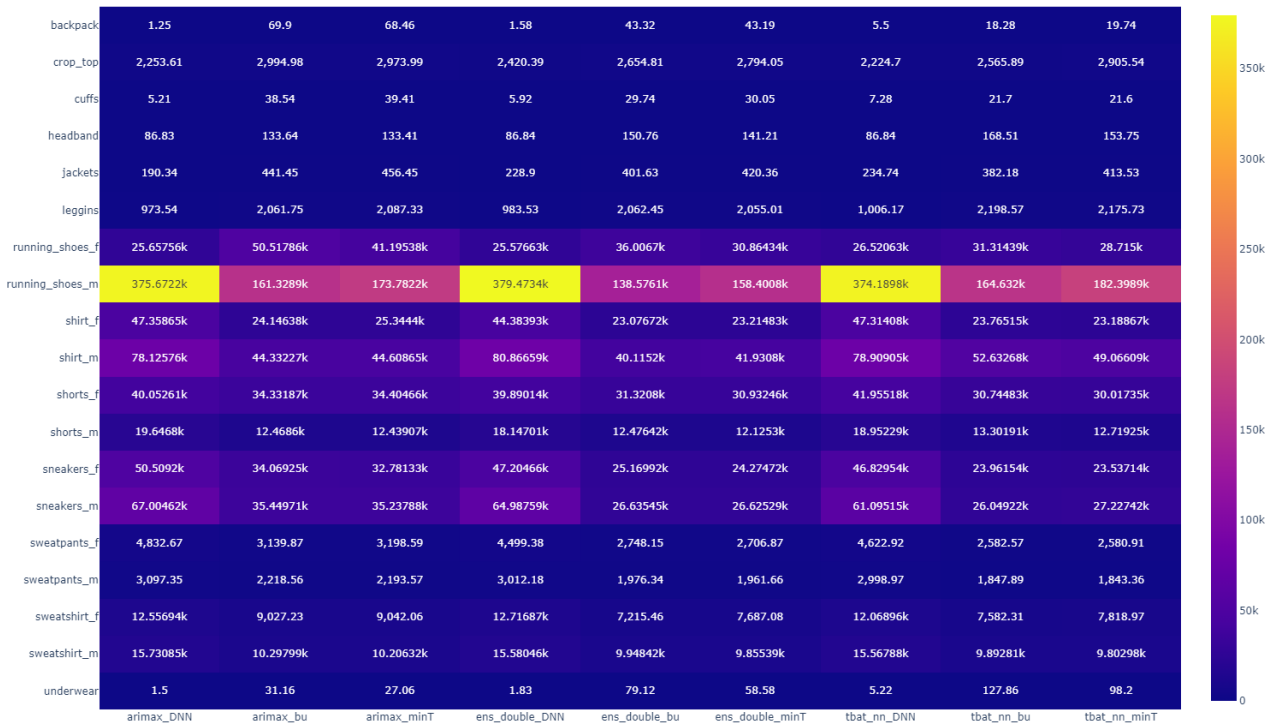 backpack 1.25 69.9 68.46 1.58 43.32 43.19 5.5 18.28 19.74
crop_top 2,253.61 2,994.98 2,973.99 2,420.39 2,654.81 2,794.05 2,224.7 2,565.89 2,905.54
cuffs 5.21 38.54 39.41 5.92 29.74 30.05 7.28 21.7 21.6
headband 86.83 133.64 133.41 86.84 150.76 141.21 86.84 168.51 153.75
jackets 190.34 441.45 456.45 228.9 401.63 420.36 234.74 382.18 413.53
leggins 973.54 2,061.75 2,087.33 983.53 2,062.45 2,055.01 1,006.17 2,198.57 2,175.73
running_shoes_f 25.65756k 50.51786k 41.19538k 25.57663k 36.0067k 30.86434k 26.52063k 31.31439k 28.715k
running_shoes_m 375.6722k 161.3289k 173.7822k 379.4734k 138.5761k 158.4008k 374.1898k 164.632k 182.3989k
shirt_f 47.35865k 24.14638k 25.3444k 44.38393k 23.07672k 23.21483k 47.31408k 23.76515k 23.18867k
shirt_m 78.12576k 44.33227k 44.60865k 80.86659k 40.1152k 41.9308k 78.90905k 52.63268k 49.06609k
shorts_f 40.05261k 34.33187k 34.40466k 39.89014k 31.3208k 30.93246k 41.95518k 30.74483k 30.01735k
shorts_m 19.6468k 12.4686k 12.43907k 18.14701k 12.47642k 12.1253k 18.95229k 13.30191k 12.71925k
sneakers_f 50.5092k 34.06925k 32.78133k 47.20466k 25.16992k 24.27472k 46.82954k 23.96154k 23.53714k
sneakers_m 67.00462k 35.44971k 35.23788k 64.98759k 26.63545k 26.62529k 61.09515k 26.04922k 27.22742k
sweatpants_f 4,832.67 3,139.87 3,198.59 4,499.38 2,748.15 2,706.87 4,622.92 2,582.57 2,580.91
sweatpants_m 3,097.35 2,218.56 2,193.57 3,012.18 1,976.34 1,961.66 2,998.97 1,847.89 1,843.36
sweatshirt_f 12.55694k 9,027.23 9,042.06 12.71687k 7,215.46 7,687.08 12.06896k 7,582.31 7,818.97
sweatshirt_m 15.73085k 10.29799k 10.20632k 15.58046k 9.94842k 9.85539k 15.56788k 9.89281k 9.80298k
underwear 1.5 31.16 27.06 1.83 79.12 58.58 5.22 127.86 98.2
arimax_DNN arimax_bu arimax_minT ens_double_DNN ens_double_bu ens_double_minT tbat_nn_DNN tbat_nn_bu tbat_nn_minT
350k
300k
250k
200k
150k
100k
50k
0